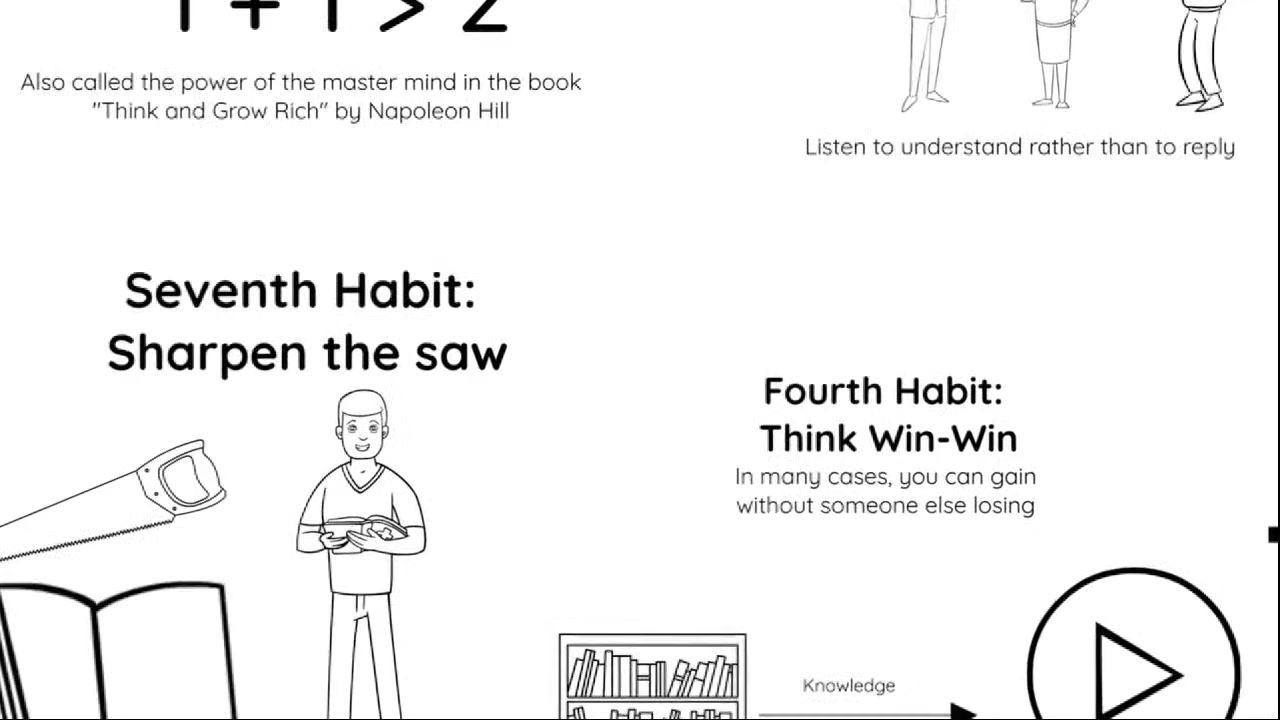 1 + 1 > 2
Also called the power of the master mind in the book
"Think and Grow Rich" by Napoleon Hill
Listen to understand rather than to reply
Seventh Habit:
Sharpen the saw
Fourth Habit:
Think Win-Win
In many cases, you can gain
without someone else losing
Knowledge